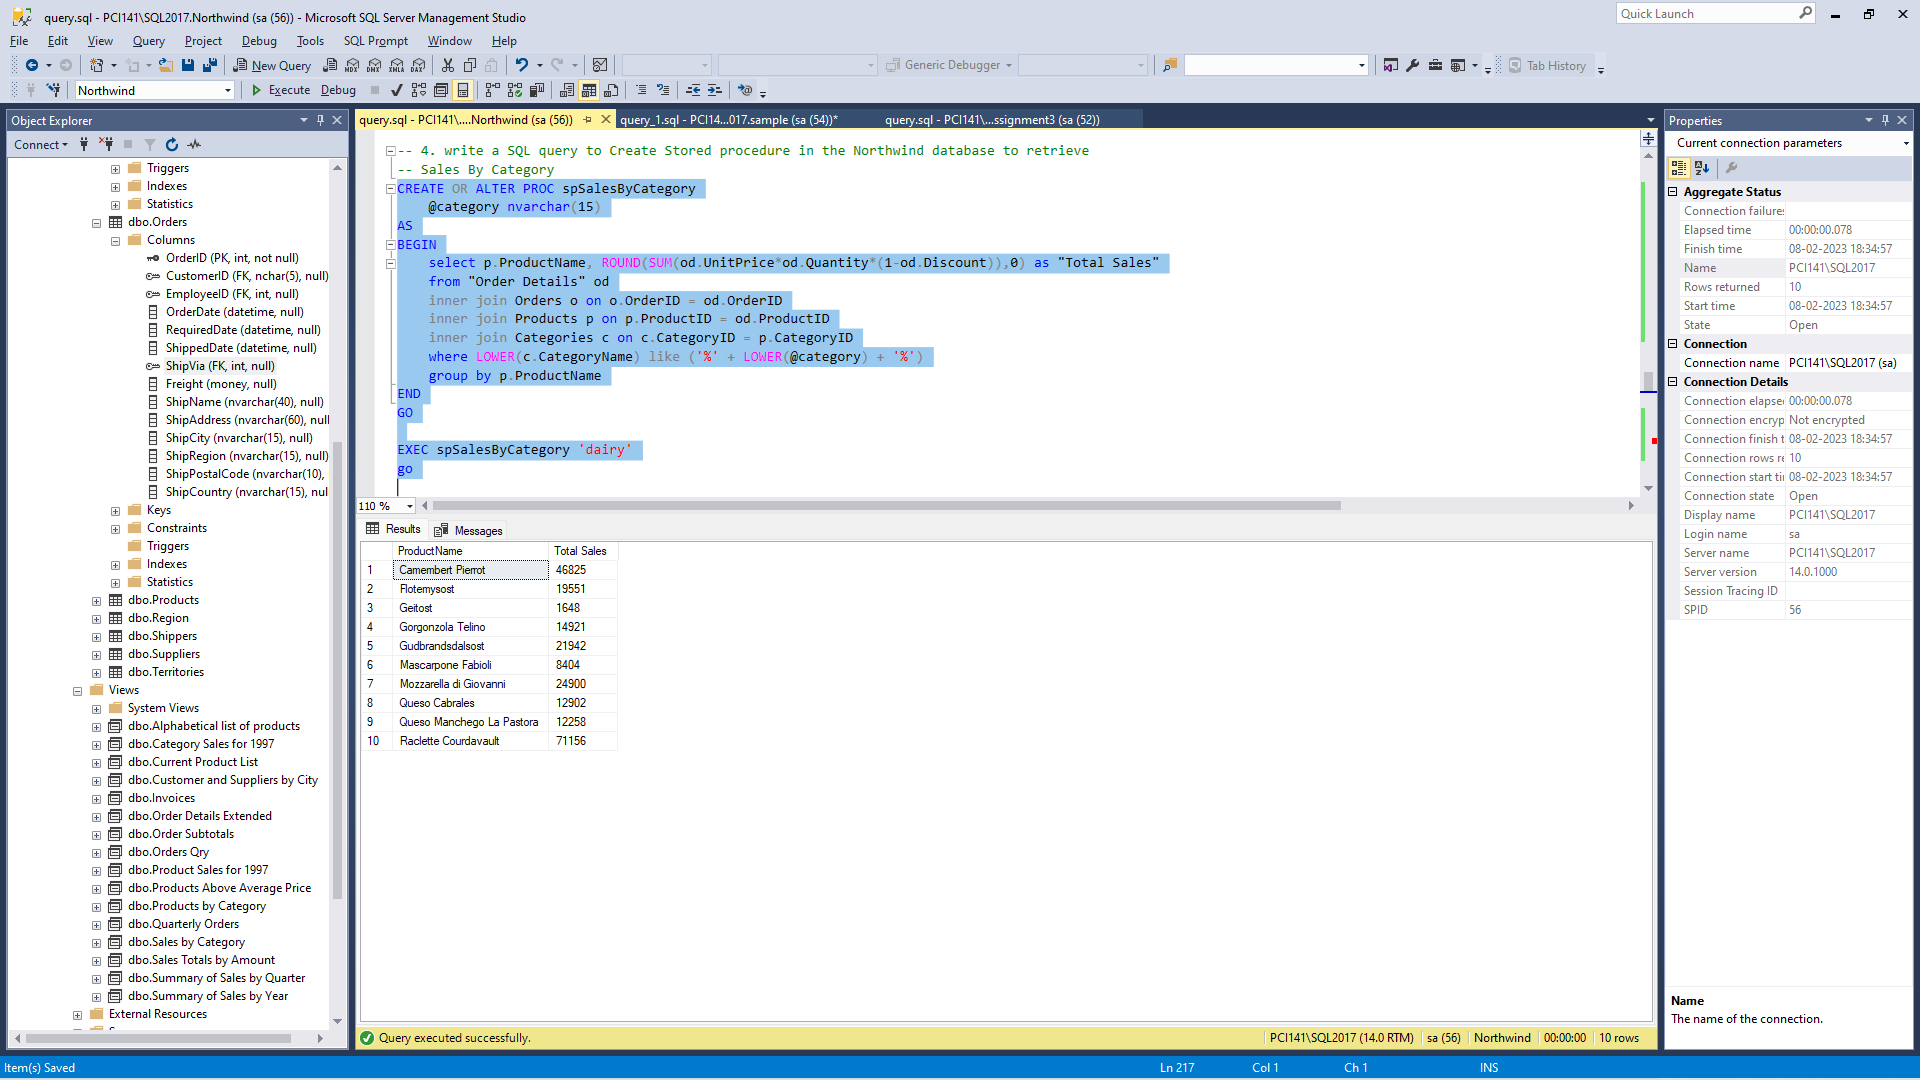 query.sql - PCI141\SQL2017.Northwind (sa (56)) - Microsoft SQL Server Management Studio
Quick Launch
File Edit View Query Project Debug Tools SQL Prompt Window Help
New Query
Generic Debugger
Tab History
Northwind
Execute Debug
Object Explorer
Connect
Triggers
Indexes
Statistics
dbo.Orders
Columns
OrderID (PK, int, not null)
CustomerID (FK, nchar(5), null)
EmployeeID (FK, int, null)
OrderDate (datetime, null)
RequiredDate (datetime, null)
ShippedDate (datetime, null)
ShipVia (FK, int, null)
Freight (money, null)
ShipName (nvarchar(40), null)
ShipAddress (nvarchar(60), null
ShipCity (nvarchar(15), null)
ShipRegion (nvarchar(15), null)
ShipPostalCode (nvarchar(10),
ShipCountry (nvarchar(15), nul
Keys
Constraints
Triggers
Indexes
Statistics
dbo.Products
dbo.Region
dbo.Shippers
dbo.Suppliers
dbo.Territories
Views
System Views
dbo.Alphabetical list of products
dbo.Category Sales for 1997
dbo.Current Product List
dbo.Customer and Suppliers by City
dbo.Invoices
dbo.Order Details Extended
dbo.Order Subtotals
dbo.Orders Qry
dbo.Product Sales for 1997
dbo.Products Above Average Price
dbo.Products by Category
dbo.Quarterly Orders
dbo.Sales by Category
dbo.Sales Totals by Amount
dbo.Summary of Sales by Quarter
dbo.Summary of Sales by Year
External Resources
query.sql - PCI141\....Northwind (sa (56))
query_1.sql - PCI14...017.sample (sa (54))*
query.sql - PCI141\...ssignment3 (sa (52))
-- 4. write a SQL query to Create Stored procedure in the Northwind database to retrieve
-- Sales By Category
CREATE OR ALTER PROC spSalesByCategory
@category nvarchar(15)
AS
BEGIN
select p.ProductName, ROUND(SUM(od.UnitPrice*od.Quantity*(1-od.Discount)),0) as "Total Sales"
from "Order Details" od
inner join Orders o on o.OrderID = od.OrderID
inner join Products p on p.ProductID = od.ProductID
inner join Categories c on c.CategoryID = p.CategoryID
where LOWER(c.CategoryName) like ('%' + LOWER(@category) + '%')
group by p.ProductName
END
GO
EXEC spSalesByCategory 'dairy'
go
110 %
Results Messages
ProductName Total Sales
1 Camembert Pierrot 46825
2 Flotemysost 19551
3 Geitost 1648
4 Gorgonzola Telino 14921
5 Gudbrandsdalsost 21942
6 Mascarpone Fabioli 8404
7 Mozzarella di Giovanni 24900
8 Queso Cabrales 12902
9 Queso Manchego La Pastora 12258
10 Raclette Courdavault 71156
Query executed successfully.
PCI141\SQL2017 (14.0 RTM) sa (56) Northwind 00:00:00 10 rows
Properties
Current connection parameters
Aggregate Status
Connection failures
Elapsed time 00:00:00.078
Finish time 08-02-2023 18:34:57
Name PCI141\SQL2017
Rows returned 10
Start time 08-02-2023 18:34:57
State Open
Connection
Connection name PCI141\SQL2017 (sa)
Connection Details
Connection elapse 00:00:00.078
Connection encryp Not encrypted
Connection finish t 08-02-2023 18:34:57
Connection rows re 10
Connection start ti 08-02-2023 18:34:57
Connection state Open
Display name PCI141\SQL2017
Login name sa
Server name PCI141\SQL2017
Server version 14.0.1000
Session Tracing ID
SPID 56
Name
The name of the connection.
Item(s) Saved
Ln 217 Col 1 Ch 1 INS